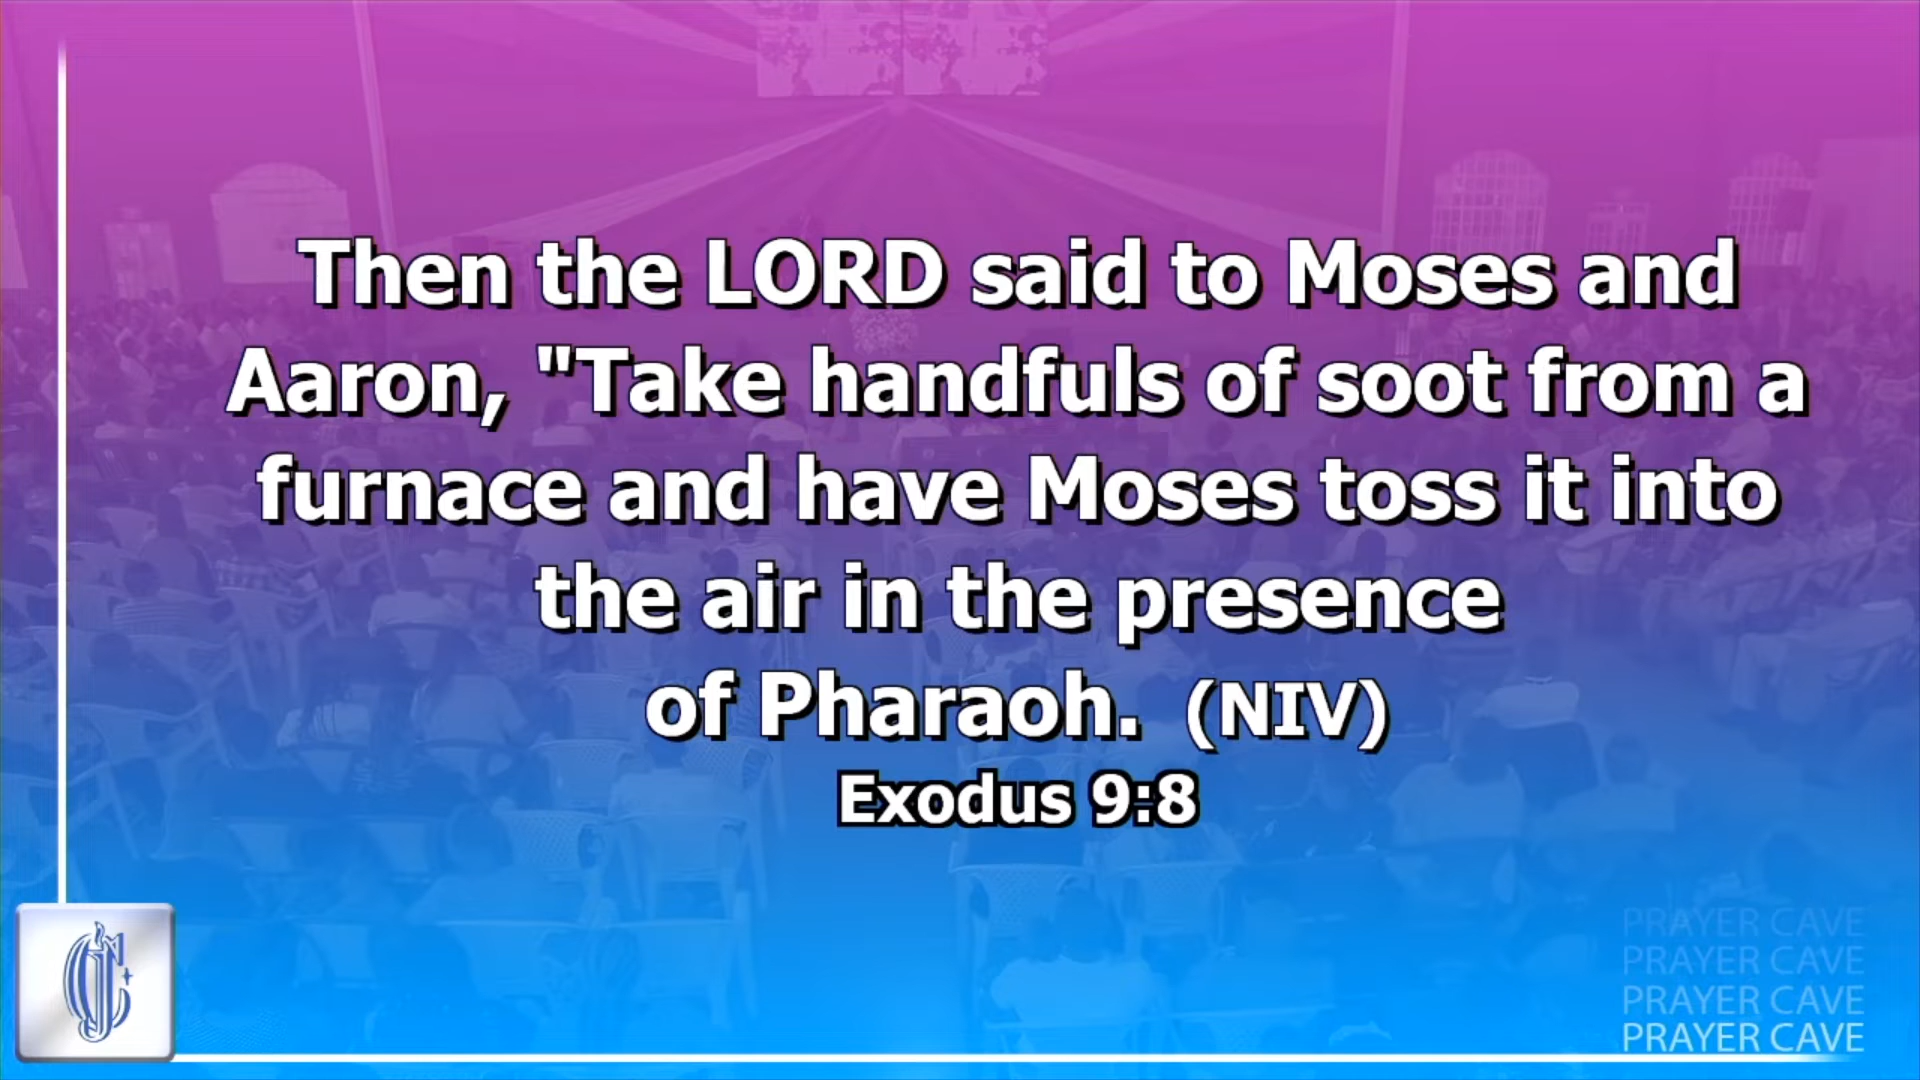 Then the LORD said to Moses and
Aaron, "Take handfuls of soot from a
furnace and have Moses toss it into
the air in the presence
of Pharaoh. (NIV)
Exodus 9:8
PRAYER CAVE
PRAYER CAVE
PRAYER CAVE
PRAYER CAVE